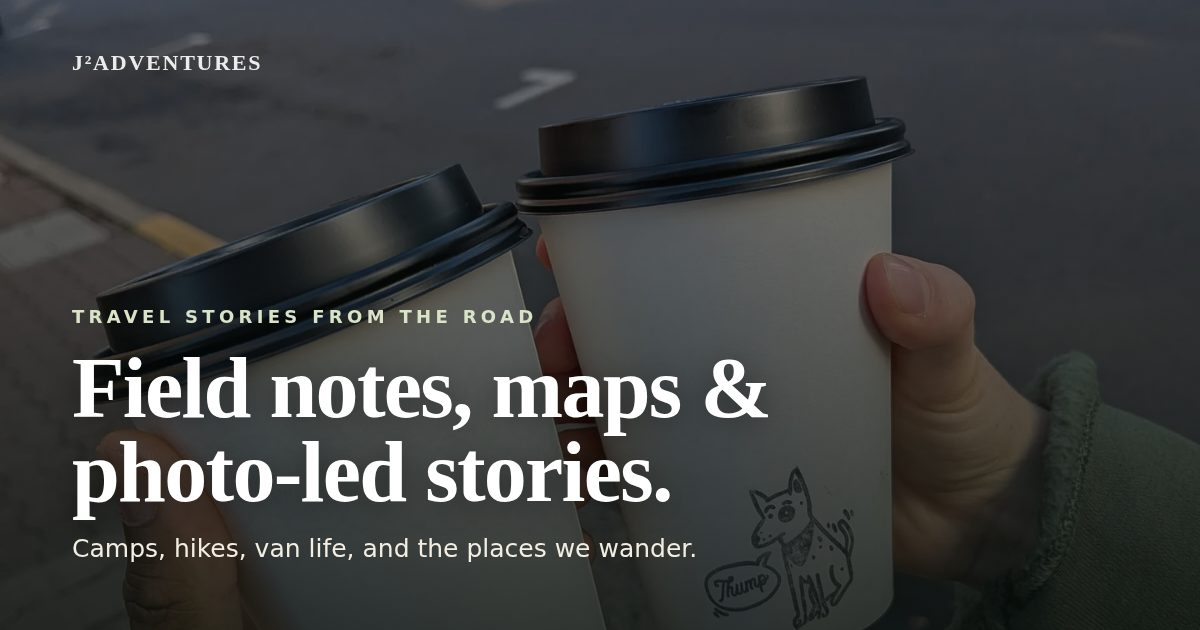 J²ADVENTURES
TRAVEL STORIES FROM THE ROAD
Field notes, maps &
photo-led stories.
Camps, hikes, van life, and the places we wander.
Thump